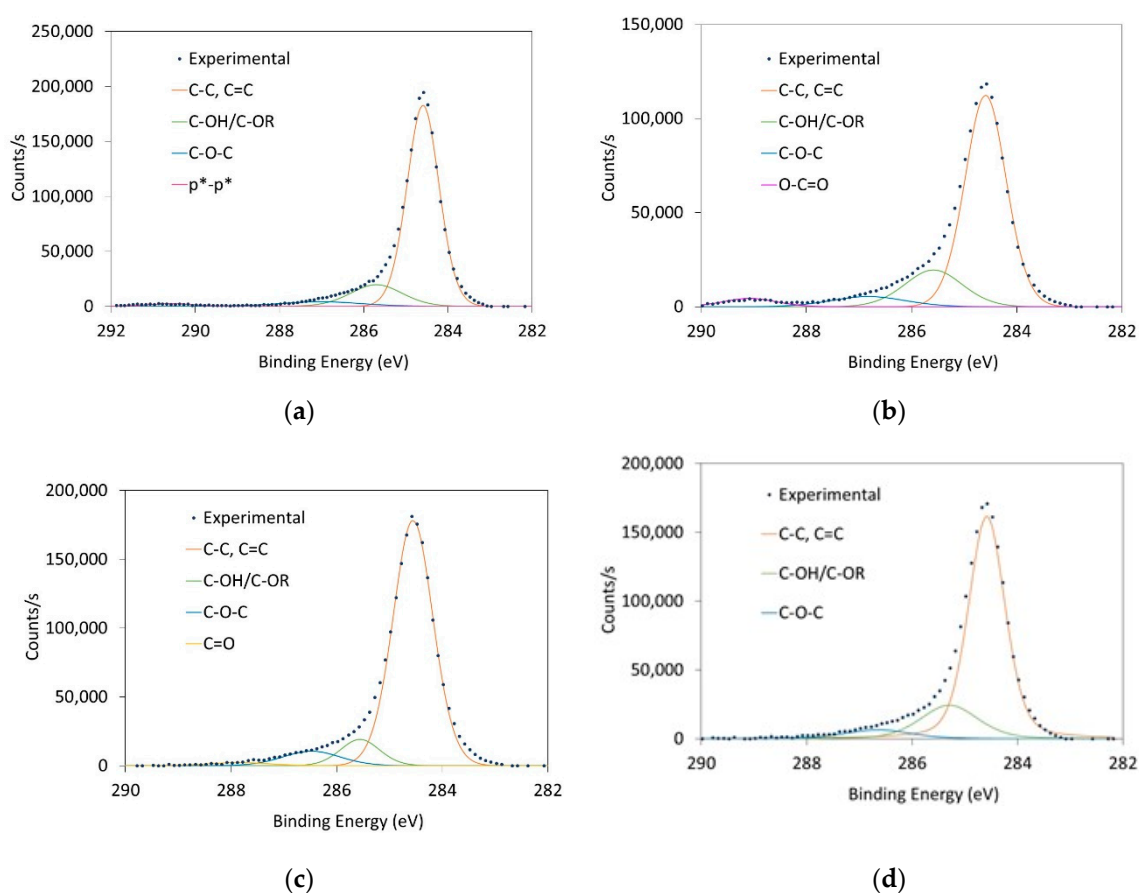 250,000
200,000
150,000
100,000
50,000
0
292 290 288 286 284 282
Counts/s
Binding Energy (eV)
Experimental
C-C, C=C
C-OH/C-OR
C-O-C
p*-p*
(a)
150,000
100,000
50,000
0
290 288 286 284 282
Counts/s
Binding Energy (eV)
Experimental
C-C, C=C
C-OH/C-OR
C-O-C
O-C=O
(b)
200,000
150,000
100,000
50,000
0
290 288 286 284 282
Counts/s
Binding Energy (eV)
Experimental
C-C, C=C
C-OH/C-OR
C-O-C
C=O
(c)
200,000
150,000
100,000
50,000
0
290 288 286 284 282
Counts/s
Binding Energy (eV)
Experimental
C-C, C=C
C-OH/C-OR
C-O-C
(d)